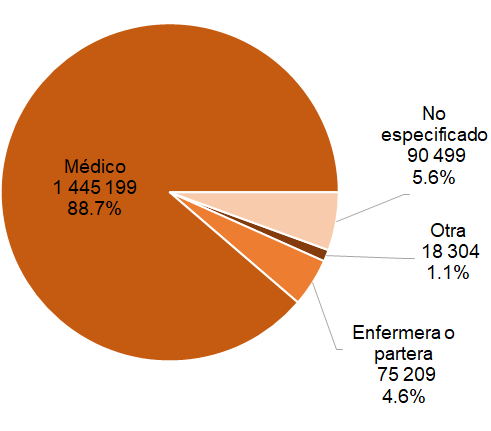 Médico
1 445 199
88.7%
No
especificado
90 499
5.6%
Otra
18 304
1.1%
Enfermera o
partera
75 209
4.6%